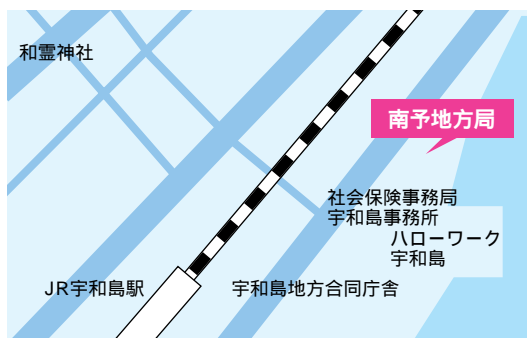 和霊神社
南予地方局
社会保険事務局
宇和島事務所
ハローワーク
宇和島
JR宇和島駅
宇和島地方合同庁舎